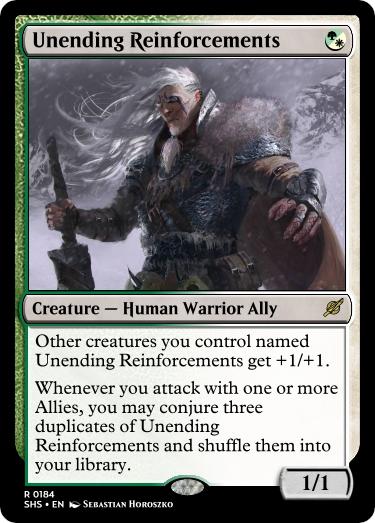 Unending Reinforcements
Creature — Human Warrior Ally
Other creatures you control named
Unending Reinforcements get +1/+1.
Whenever you attack with one or more
Allies, you may conjure three
duplicates of Unending
Reinforcements and shuffle them into
your library.
1/1
R 0184
SHS • EN Sebastian Horoszko